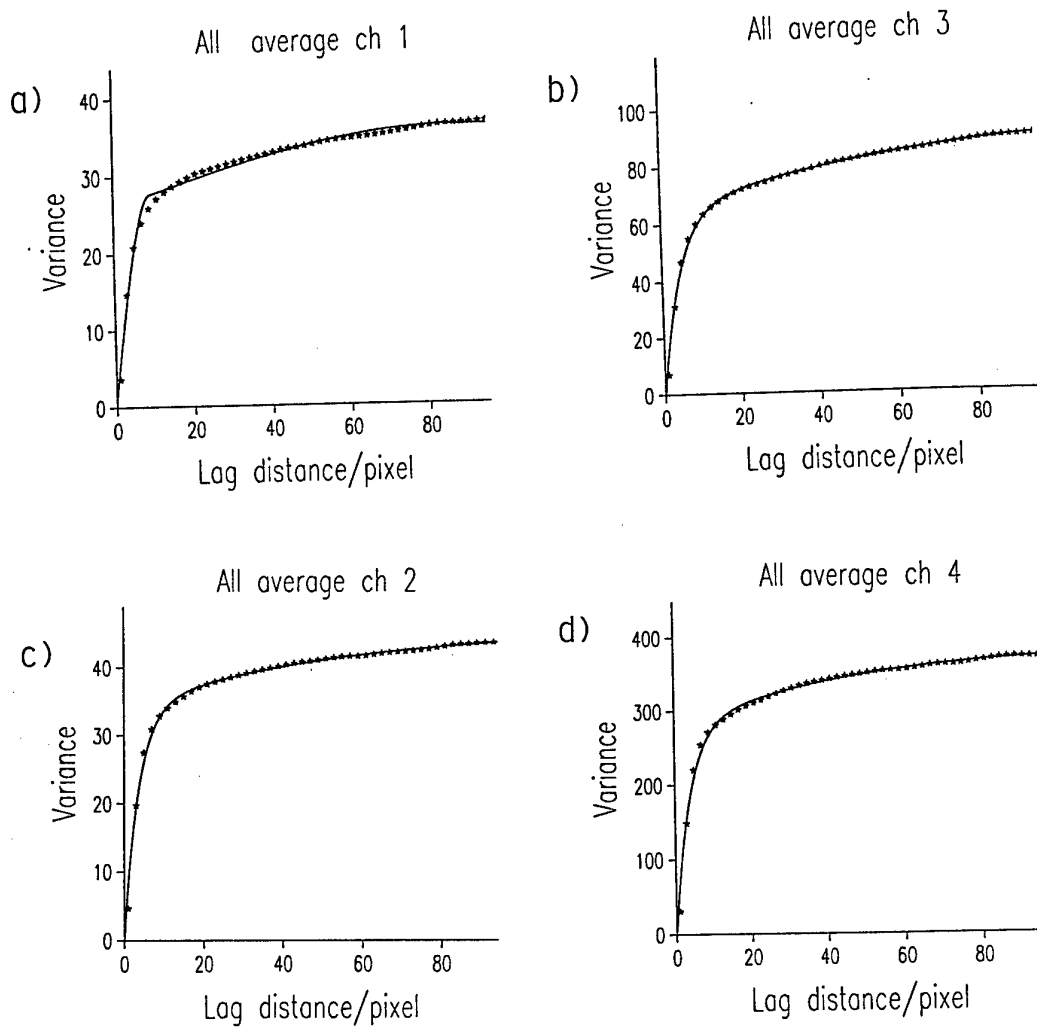 All average ch 1
a)
Variance
40
30
20
10
0
0 20 40 60 80
Lag distance/pixel
All average ch 3
b)
Variance
100
80
60
40
20
0
0 20 40 60 80
Lag distance/pixel
All average ch 2
c)
Variance
40
30
20
10
0
0 20 40 60 80
Lag distance/pixel
All average ch 4
d)
Variance
400
300
200
100
0
0 20 40 60 80
Lag distance/pixel